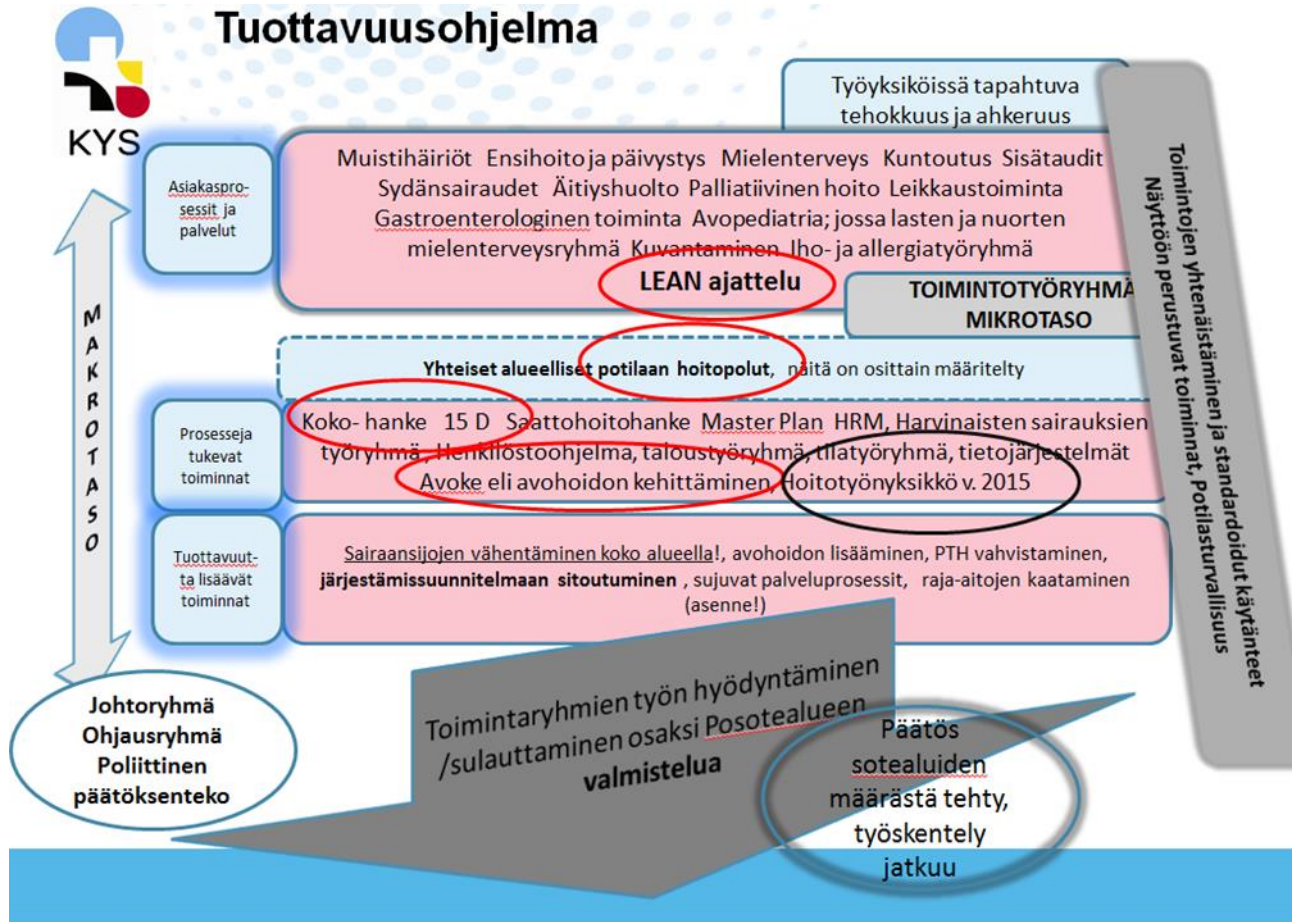 Tuottavuusohjelma
KYS
Työyksiköissä tapahtuva
tehokkuus ja ahkeruus
Asiakaspro-
sessit ja
palvelut
Muistihäiriöt Ensihoito ja päivystys Mielenterveys Kuntoutus Sisätaudit
Sydänsairaudet Äitiyshuolto Palliatiivinen hoito Leikkaustoiminta
Gastroenterologinen toiminta Avopediatria; jossa lasten ja nuorten
mielenterveysryhmä Kuvantaminen Iho- ja allergiatyöryhmä
LEAN ajattelu
TOIMINTOTYÖRYHMÄ
MIKROTASO
MAKROTASO
Yhteiset alueelliset potilaan hoitopolut, näitä on osittain määritelty
Prosesseja
tukevat
toiminnat
Koko- hanke 15 D Saattohoitohanke Master Plan HRM, Harvinaisten sairauksien
työryhmä, Henkilöstoohjelma, taloustyöryhmä, tilatyöryhmä, tietojärjestelmät
Avoke eli avohoidon kehittäminen, Hoitotyönyksikkö v. 2015
Tuottavuut-
ta lisäävät
toiminnat
Sairaansijojen vähentäminen koko alueella!, avohoidon lisääminen, PTH vahvistaminen,
järjestämissuunnitelmaan sitoutuminen , sujuvat palveluprosessit, raja-aitojen kaataminen
(asenne!)
Toimintojen yhtenäistäminen ja standardoidut käytänteet
Näyttöön perustuvat toiminnat, Potilasturvallisuus
Johtoryhmä
Ohjausryhmä
Poliittinen
päätöksenteko
Toimintaryhmien työn hyödyntäminen
/sulauttaminen osaksi Posotealueen
valmistelua
Päätös
sotealuiden
määrästä tehty,
työskentely
jatkuu